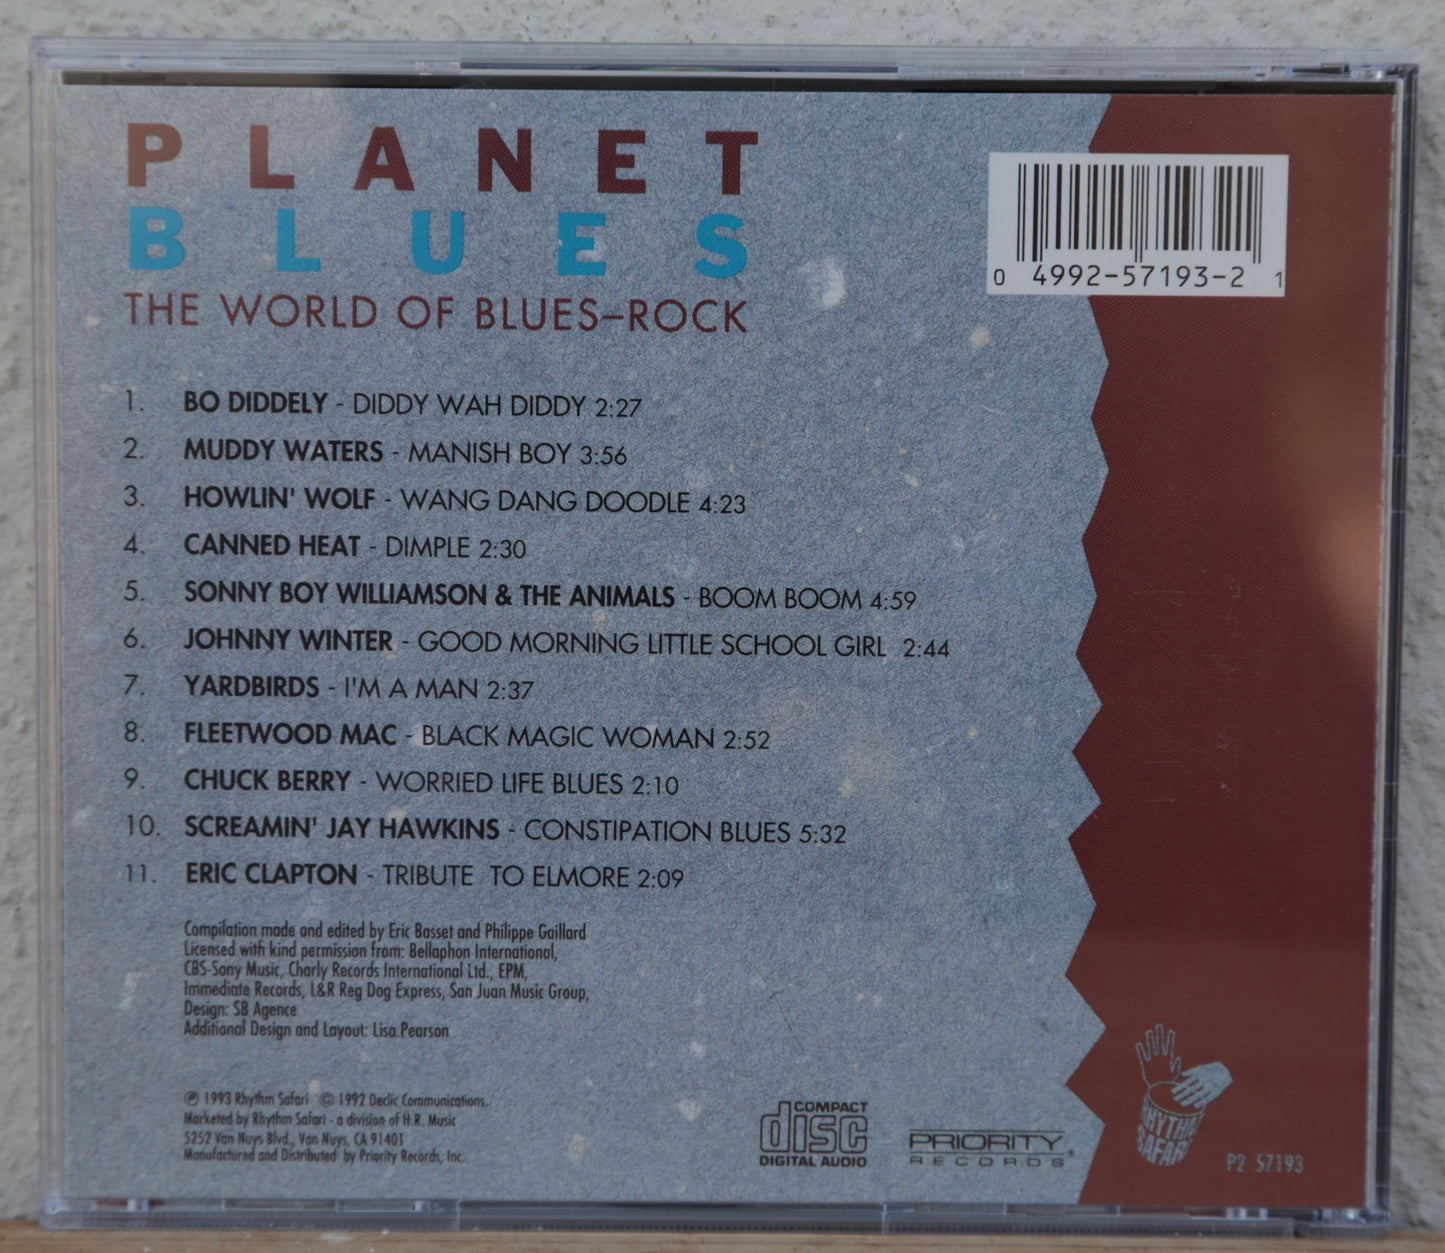 PLANET
BLUES
THE WORLD OF BLUES–ROCK
0 4992-57193-2 1
1. BO DIDDELY - DIDDY WAH DIDDY 2:27
2. MUDDY WATERS - MANISH BOY 3:56
3. HOWLIN' WOLF - WANG DANG DOODLE 4:23
4. CANNED HEAT - DIMPLE 2:30
5. SONNY BOY WILLIAMSON & THE ANIMALS - BOOM BOOM 4:59
6. JOHNNY WINTER - GOOD MORNING LITTLE SCHOOL GIRL 2:44
7. YARDBIRDS - I'M A MAN 2:37
8. FLEETWOOD MAC - BLACK MAGIC WOMAN 2:52
9. CHUCK BERRY - WORRIED LIFE BLUES 2:10
10. SCREAMIN' JAY HAWKINS - CONSTIPATION BLUES 5:32
11. ERIC CLAPTON - TRIBUTE TO ELMORE 2:09
Compilation made and edited by Eric Basset and Philippe Gaillard
Licensed with kind permission from: Bellaphon International,
CBS-Sony Music, Charly Records International Ltd., EPM,
Immediate Records, L&R Reg Dog Express, San Juan Music Group,
Design: SB Agence
Additional Design and Layout: Lisa Pearson
℗ 1993 Rhythm Safari © 1992 Declic Communications.
Marketed by Rhythm Safari - a division of H.R. Music
5252 Van Nuys Blvd., Van Nuys, CA 91401
Manufactured and Distributed by Priority Records, Inc.
COMPACT
disc
DIGITAL AUDIO
PRIORITY
RECORDS
RHYTHM
SAFARI
P2 57193